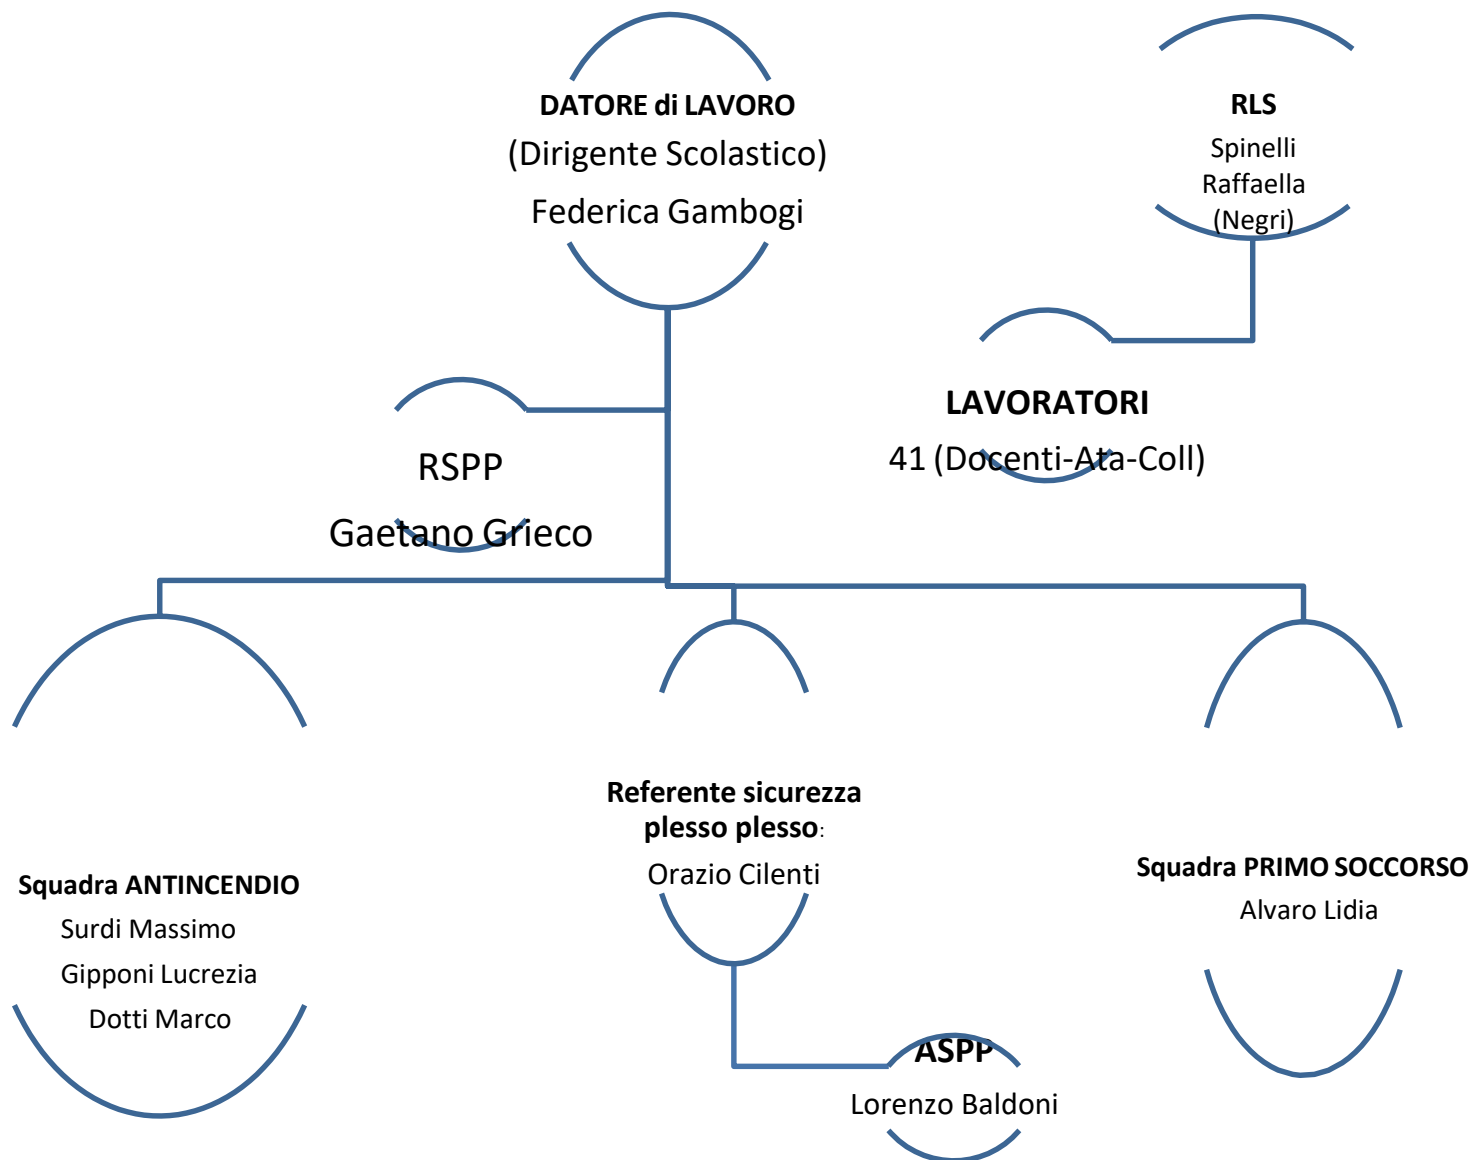 DATORE di LAVORO
(Dirigente Scolastico)
Federica Gambogi
RLS
Spinelli
Raffaella
(Negri)
LAVORATORI
41 (Docenti-Ata-Coll)
RSPP
Gaetano Grieco
Squadra ANTINCENDIO
Surdi Massimo
Gipponi Lucrezia
Dotti Marco
Referente sicurezza
plesso plesso:
Orazio Cilenti
Squadra PRIMO SOCCORSO
Alvaro Lidia
ASPP
Lorenzo Baldoni